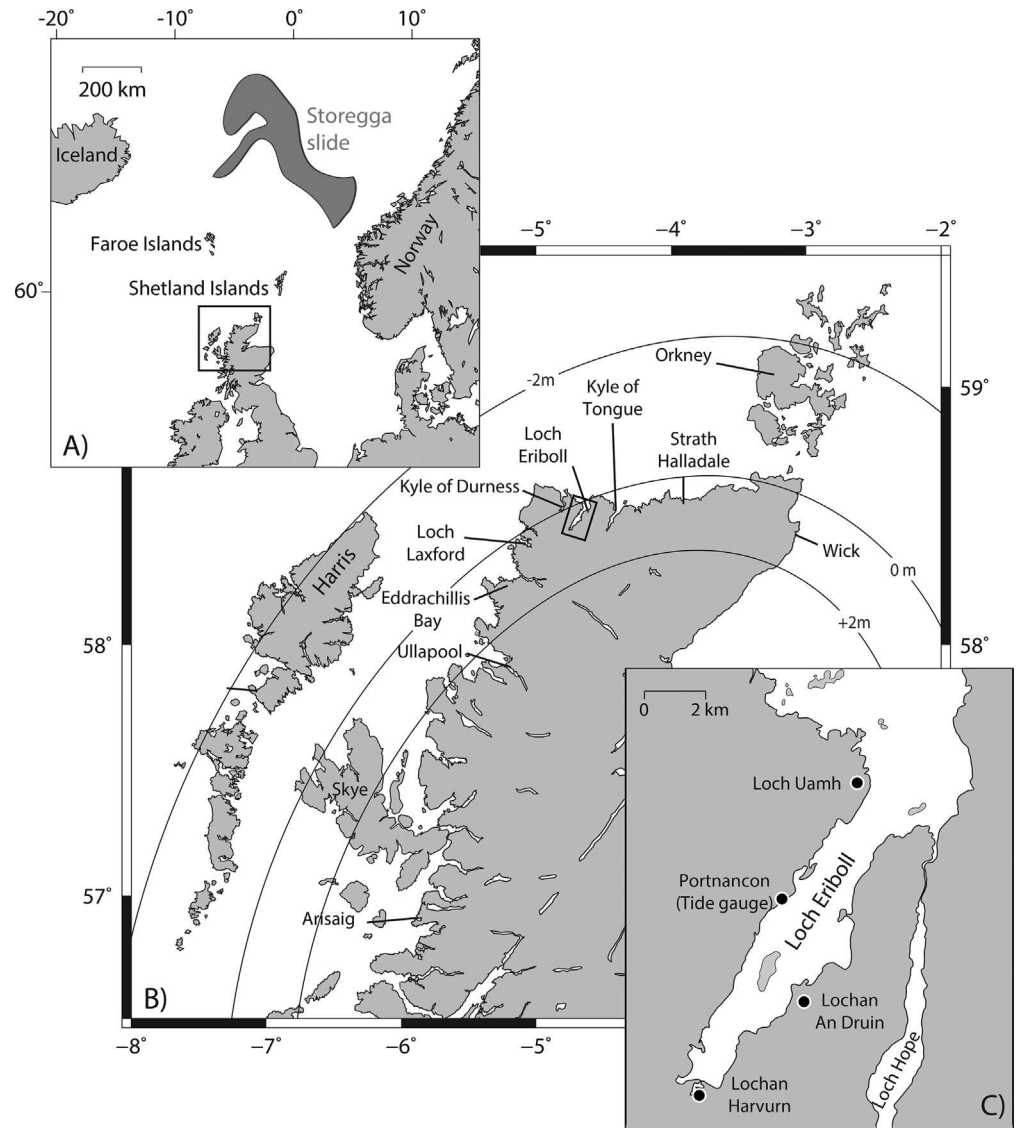 -20°
-10°
0°
10°
200 km
Storegga
slide
Iceland
Faroe Islands
Norway
Shetland Islands
60°
A)
−5°
−4°
−3°
−2°
Orkney
59°
-2m
Kyle of
Tongue
Loch
Eriboll
Strath
Halladale
Kyle of Durness
Loch
Laxford
Wick
Harris
0 m
Eddrachillis
Bay
+2m
Ullapool
58°
58°
Skye
57°
Arisaig
B)
−8°
−7°
−6°
−5°
0
2 km
Loch Uamh
Portnancon
(Tide gauge)
Loch Eriboll
Lochan
An Druin
Loch Hope
Lochan
Harvurn
C)